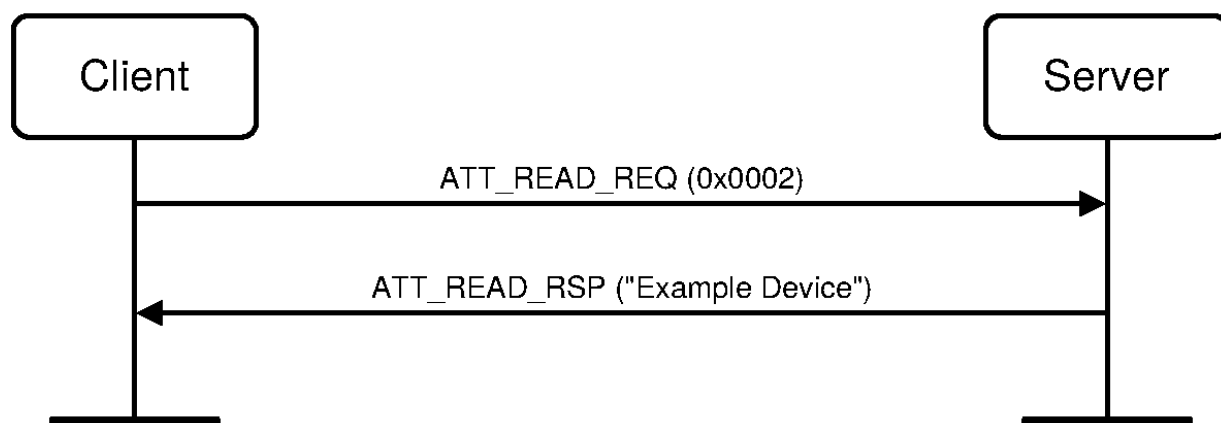 Client
Server
ATT_READ_REQ (0x0002)
ATT_READ_RSP ("Example Device")